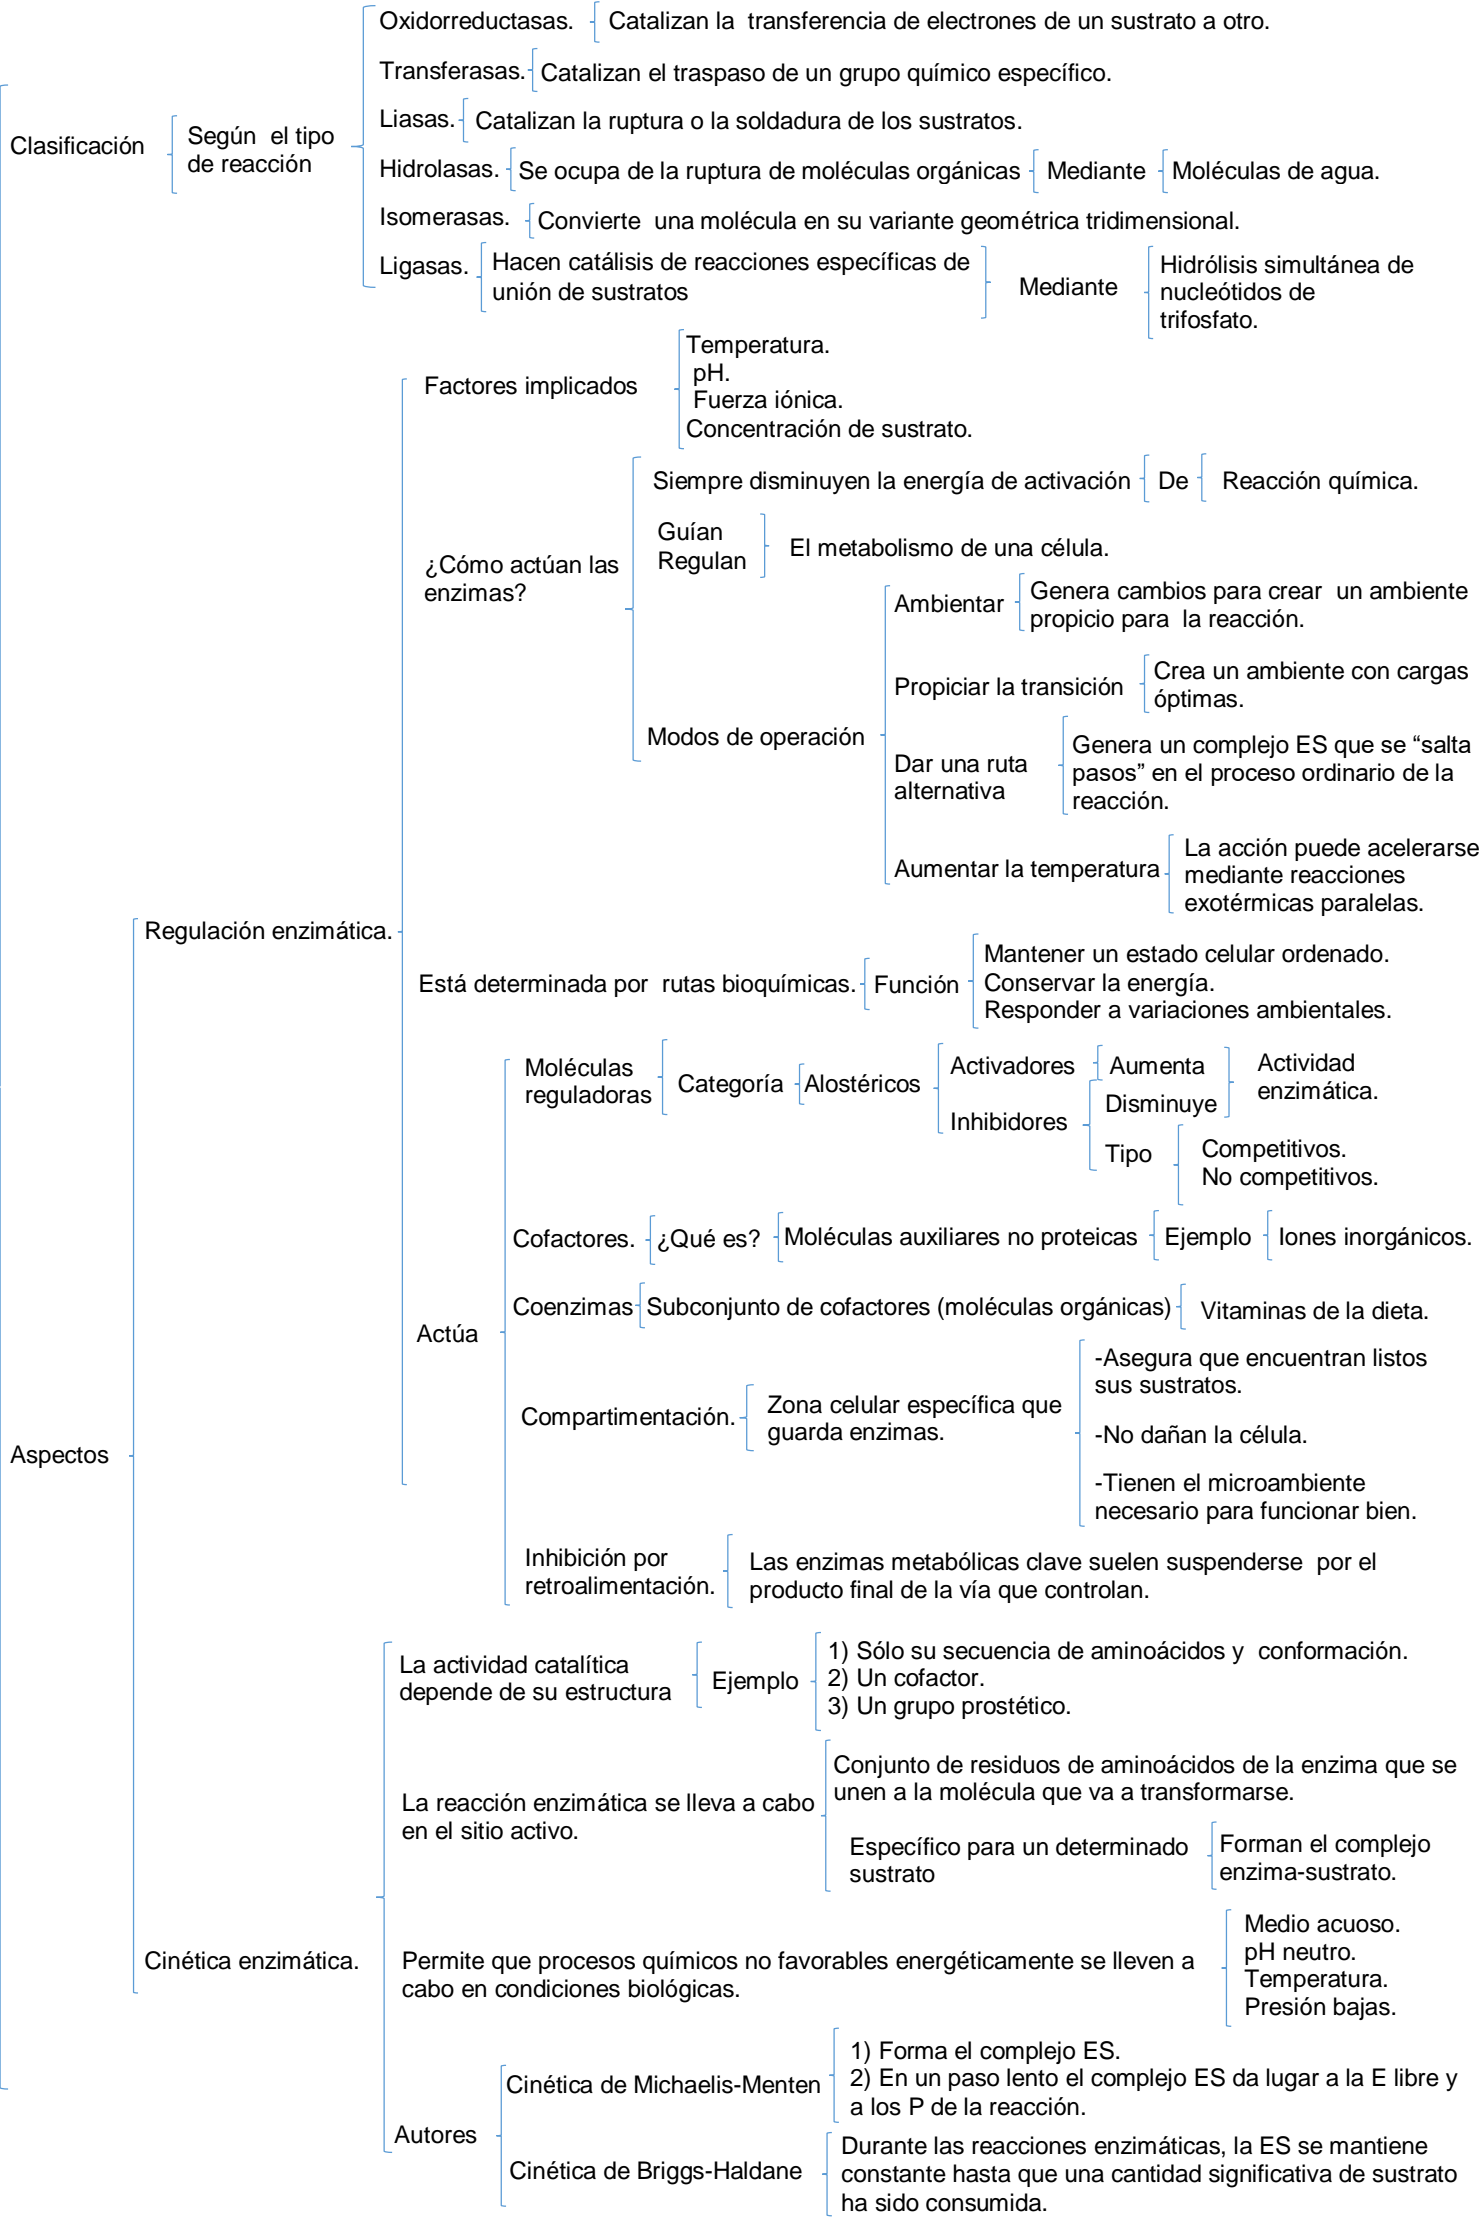 Oxidorreductasas. Catalizan la transferencia de electrones de un sustrato a otro.
Transferasas. Catalizan el traspaso de un grupo químico específico.
Liasas. Catalizan la ruptura o la soldadura de los sustratos.
Clasificación
Según el tipo
de reacción
Hidrolasas. Se ocupa de la ruptura de moléculas orgánicas Mediante Moléculas de agua.
Isomerasas. Convierte una molécula en su variante geométrica tridimensional.
Ligasas.
Hacen catálisis de reacciones específicas de
unión de sustratos
Mediante
Hidrólisis simultánea de
nucleótidos de
trifosfato.
Factores implicados
Temperatura.
pH.
Fuerza iónica.
Concentración de sustrato.
¿Cómo actúan las
enzimas?
Siempre disminuyen la energía de activación De Reacción química.
Guían
Regulan
El metabolismo de una célula.
Modos de operación
Ambientar
Genera cambios para crear un ambiente
propicio para la reacción.
Propiciar la transición
Crea un ambiente con cargas
óptimas.
Dar una ruta
alternativa
Genera un complejo ES que se “salta
pasos” en el proceso ordinario de la
reacción.
Aumentar la temperatura
La acción puede acelerarse
mediante reacciones
exotérmicas paralelas.
Regulación enzimática.
Está determinada por rutas bioquímicas. Función
Mantener un estado celular ordenado.
Conservar la energía.
Responder a variaciones ambientales.
Actúa
Moléculas
reguladoras
Categoría Alostéricos
Activadores Aumenta
Inhibidores
Disminuye
Actividad
enzimática.
Tipo
Competitivos.
No competitivos.
Cofactores. ¿Qué es? Moléculas auxiliares no proteicas Ejemplo Iones inorgánicos.
Coenzimas Subconjunto de cofactores (moléculas orgánicas) Vitaminas de la dieta.
Compartimentación.
Zona celular específica que
guarda enzimas.
-Asegura que encuentran listos
sus sustratos.
-No dañan la célula.
-Tienen el microambiente
necesario para funcionar bien.
Aspectos
Inhibición por
retroalimentación.
Las enzimas metabólicas clave suelen suspenderse por el
producto final de la vía que controlan.
Cinética enzimática.
La actividad catalítica
depende de su estructura
Ejemplo
1) Sólo su secuencia de aminoácidos y conformación.
2) Un cofactor.
3) Un grupo prostético.
La reacción enzimática se lleva a cabo
en el sitio activo.
Conjunto de residuos de aminoácidos de la enzima que se
unen a la molécula que va a transformarse.
Específico para un determinado
sustrato
Forman el complejo
enzima-sustrato.
Permite que procesos químicos no favorables energéticamente se lleven a
cabo en condiciones biológicas.
Medio acuoso.
pH neutro.
Temperatura.
Presión bajas.
Autores
Cinética de Michaelis-Menten
1) Forma el complejo ES.
2) En un paso lento el complejo ES da lugar a la E libre y
a los P de la reacción.
Cinética de Briggs-Haldane
Durante las reacciones enzimáticas, la ES se mantiene
constante hasta que una cantidad significativa de sustrato
ha sido consumida.